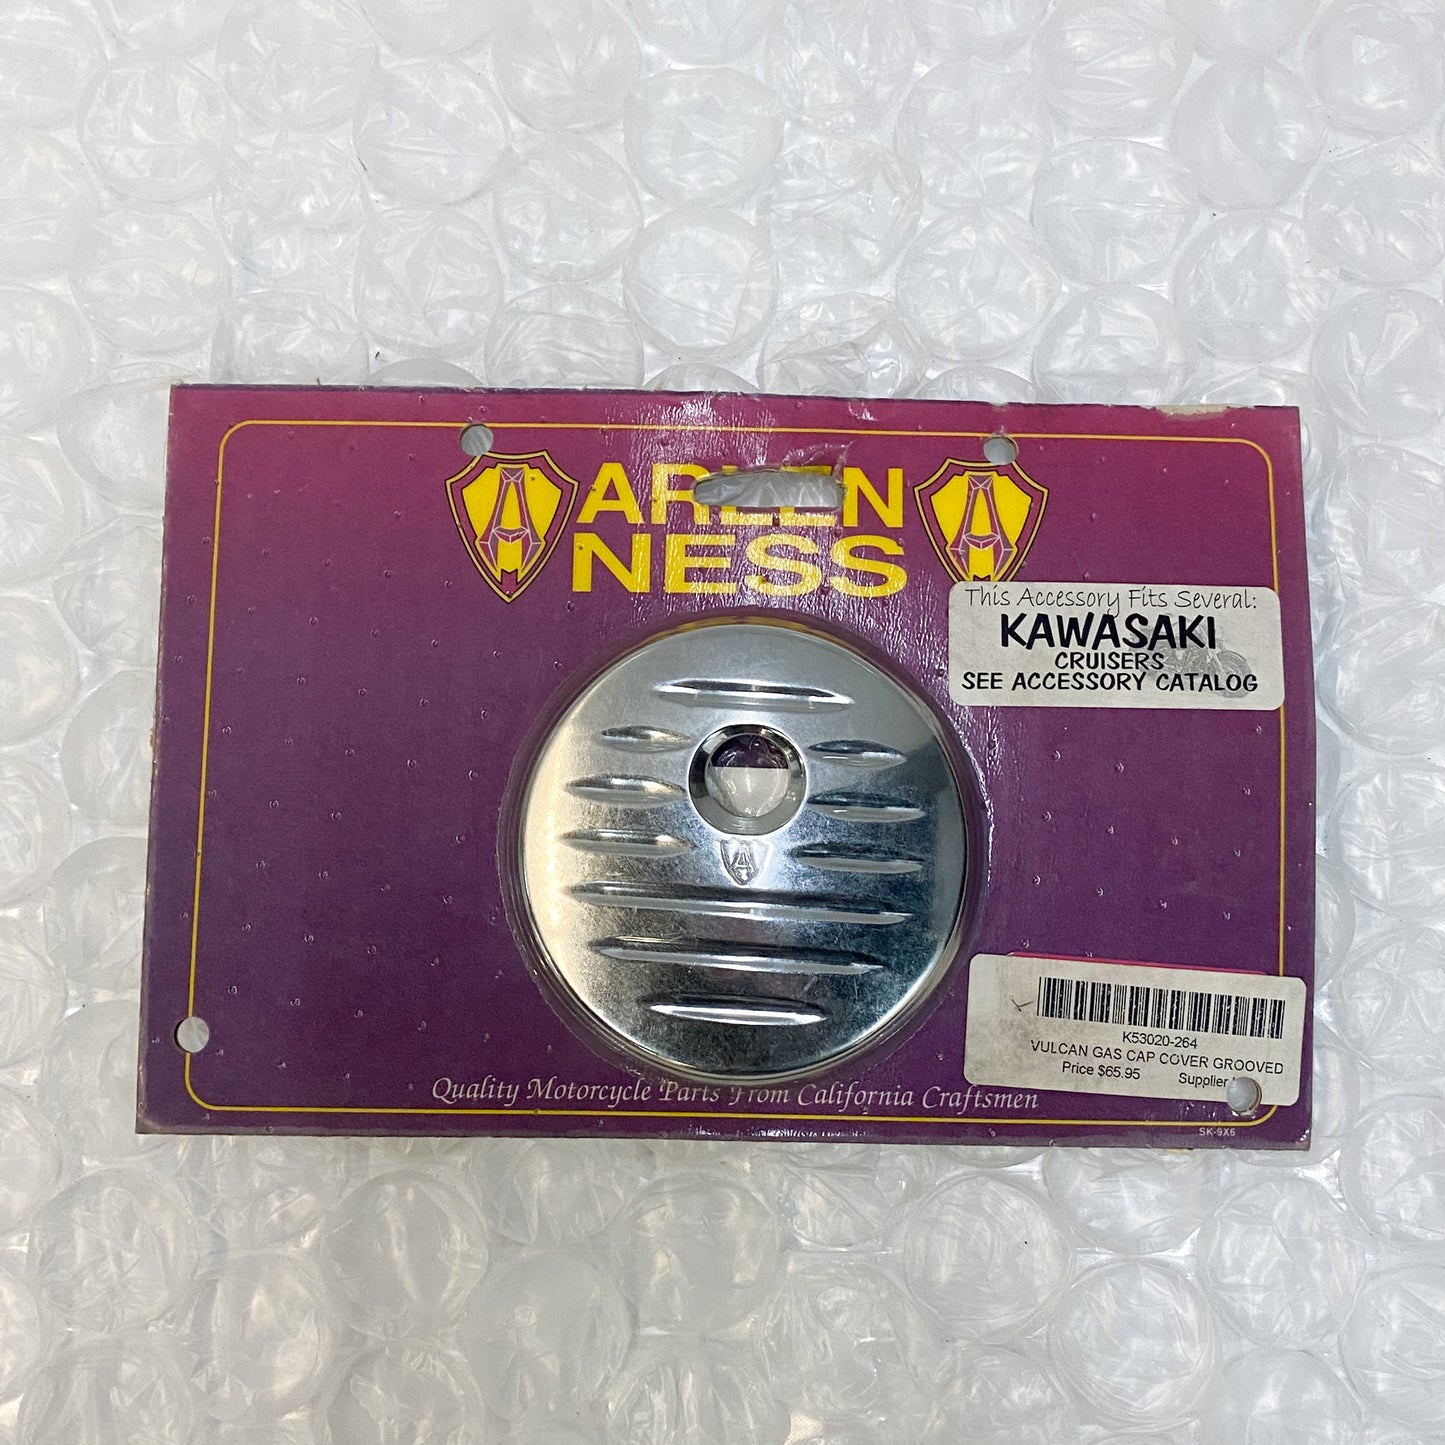 ARLEN
NESS
This Accessory Fits Several:
KAWASAKI
CRUISERS
SEE ACCESSORY CATALOG
K
K53020-264
VULCAN GAS CAP COVER GROOVED
Price $65.95 Supplier
Quality Motorcycle Parts From California Craftsmen
SK-9X6